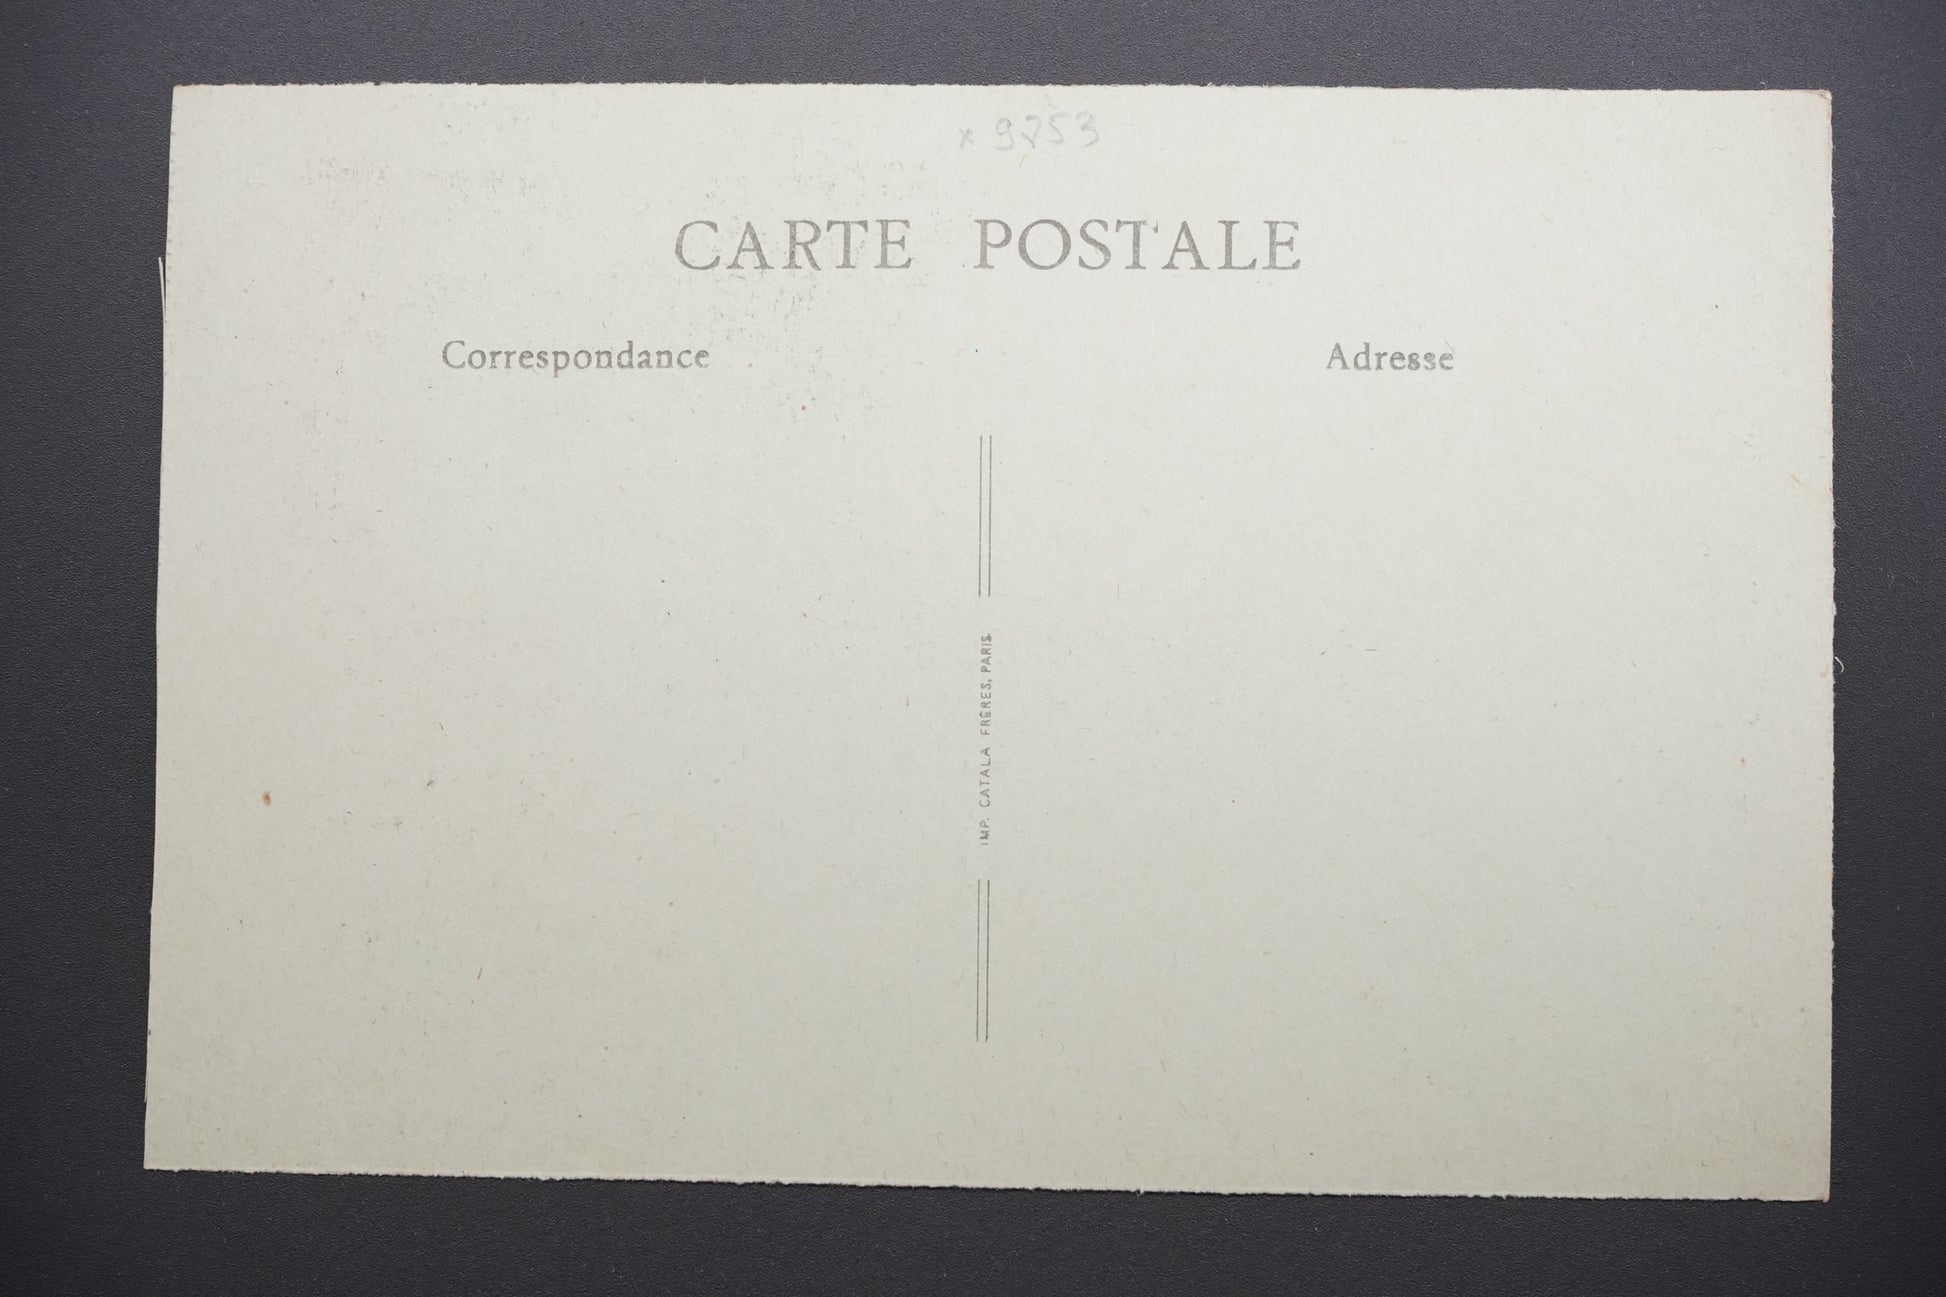 x 9753
CARTE POSTALE
Correspondance
Adresse
IMP. CATALA FRÈRES, PARIS.